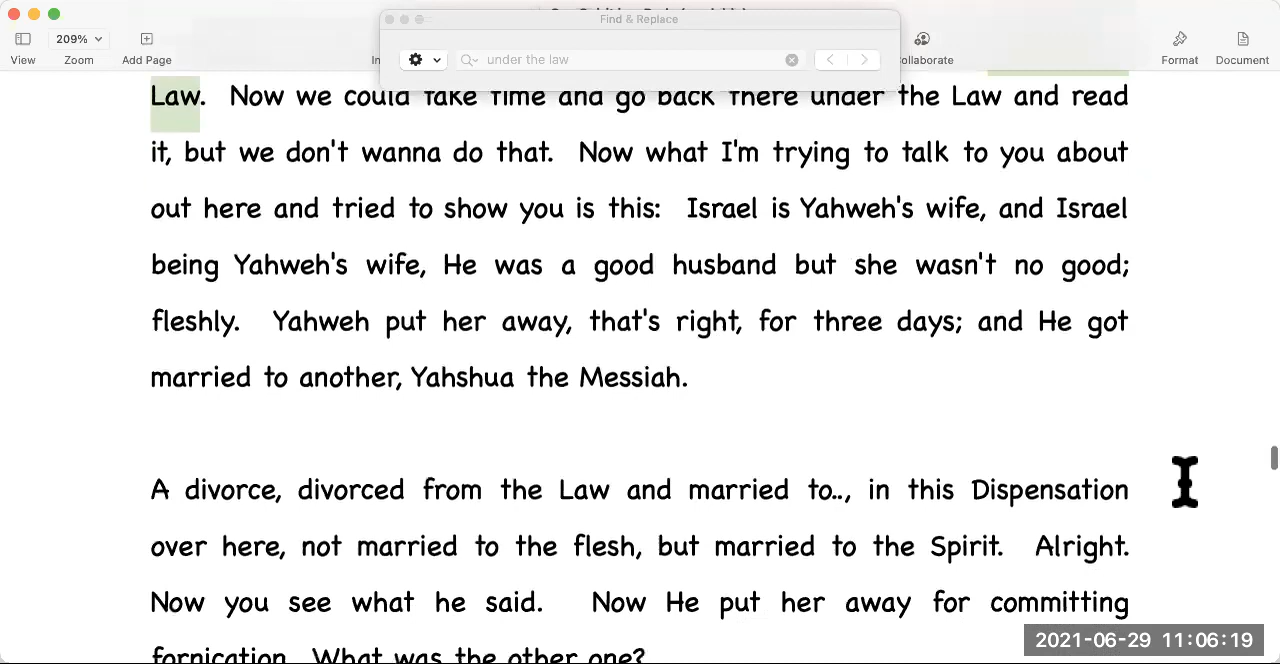 Find & Replace
209%
under the law
View
Zoom
Add Page
In
ollaborate
Format
Document
Law. Now we could take time and go back there under the Law and read
it, but we don't wanna do that. Now what I'm trying to talk to you about
out here and tried to show you is this: Israel is Yahweh's wife, and Israel
being Yahweh's wife, He was a good husband but she wasn't no good;
fleshly. Yahweh put her away, that's right, for three days; and He got
married to another, Yahshua the Messiah.
A divorce, divorced from the Law and married to.., in this Dispensation
over here, not married to the flesh, but married to the Spirit. Alright.
Now you see what he said. Now He put her away for committing
fornication. What was the other one?
2021-06-29 11:06:19